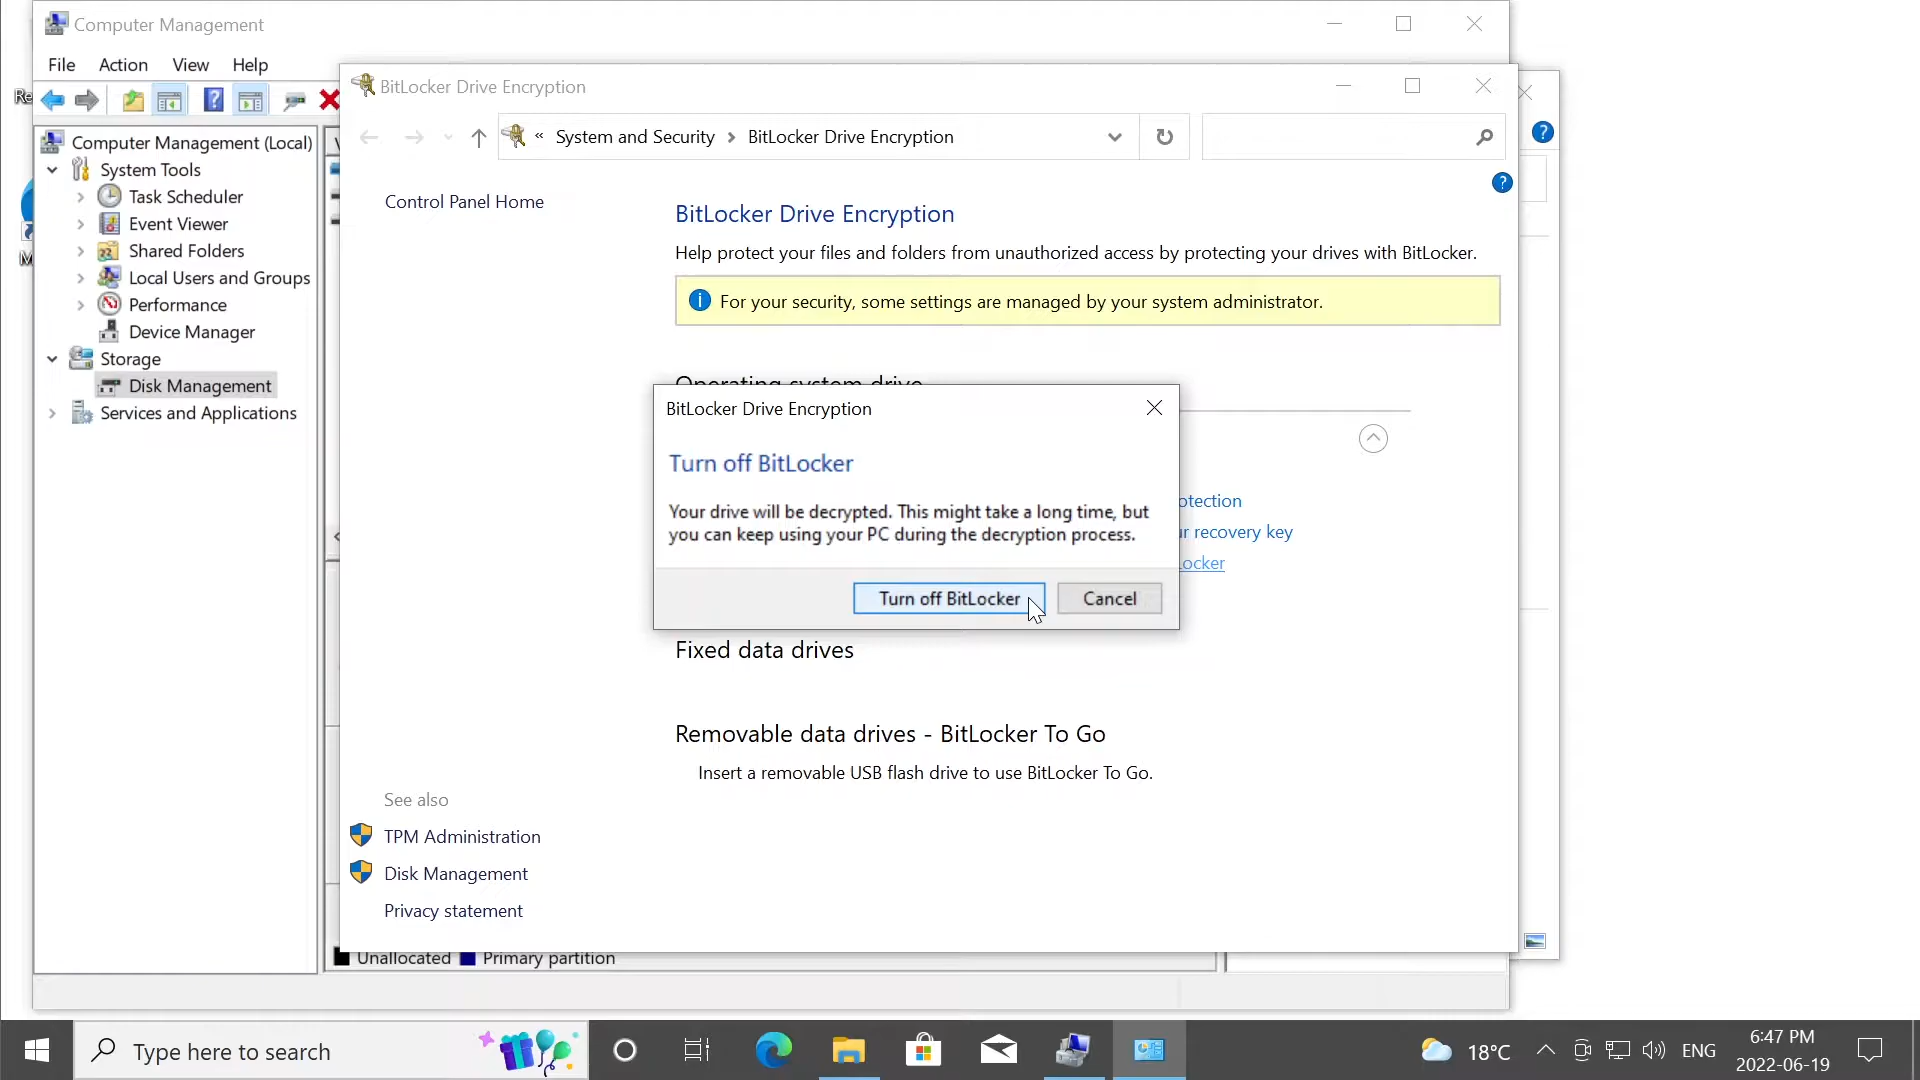 Computer Management
File Action View Help
BitLocker Drive Encryption
« System and Security > BitLocker Drive Encryption
Computer Management (Local)
System Tools
Task Scheduler
Event Viewer
Shared Folders
Local Users and Groups
Performance
Device Manager
Storage
Disk Management
Services and Applications
Control Panel Home
BitLocker Drive Encryption
Help protect your files and folders from unauthorized access by protecting your drives with BitLocker.
For your security, some settings are managed by your system administrator.
Operating system drive
BitLocker Drive Encryption
Turn off BitLocker
Your drive will be decrypted. This might take a long time, but
you can keep using your PC during the decryption process.
Turn off BitLocker
Cancel
recovery key
Fixed data drives
Removable data drives - BitLocker To Go
Insert a removable USB flash drive to use BitLocker To Go.
See also
TPM Administration
Disk Management
Privacy statement
Unallocated Primary partition
Type here to search
18°C
ENG
6:47 PM
2022-06-19